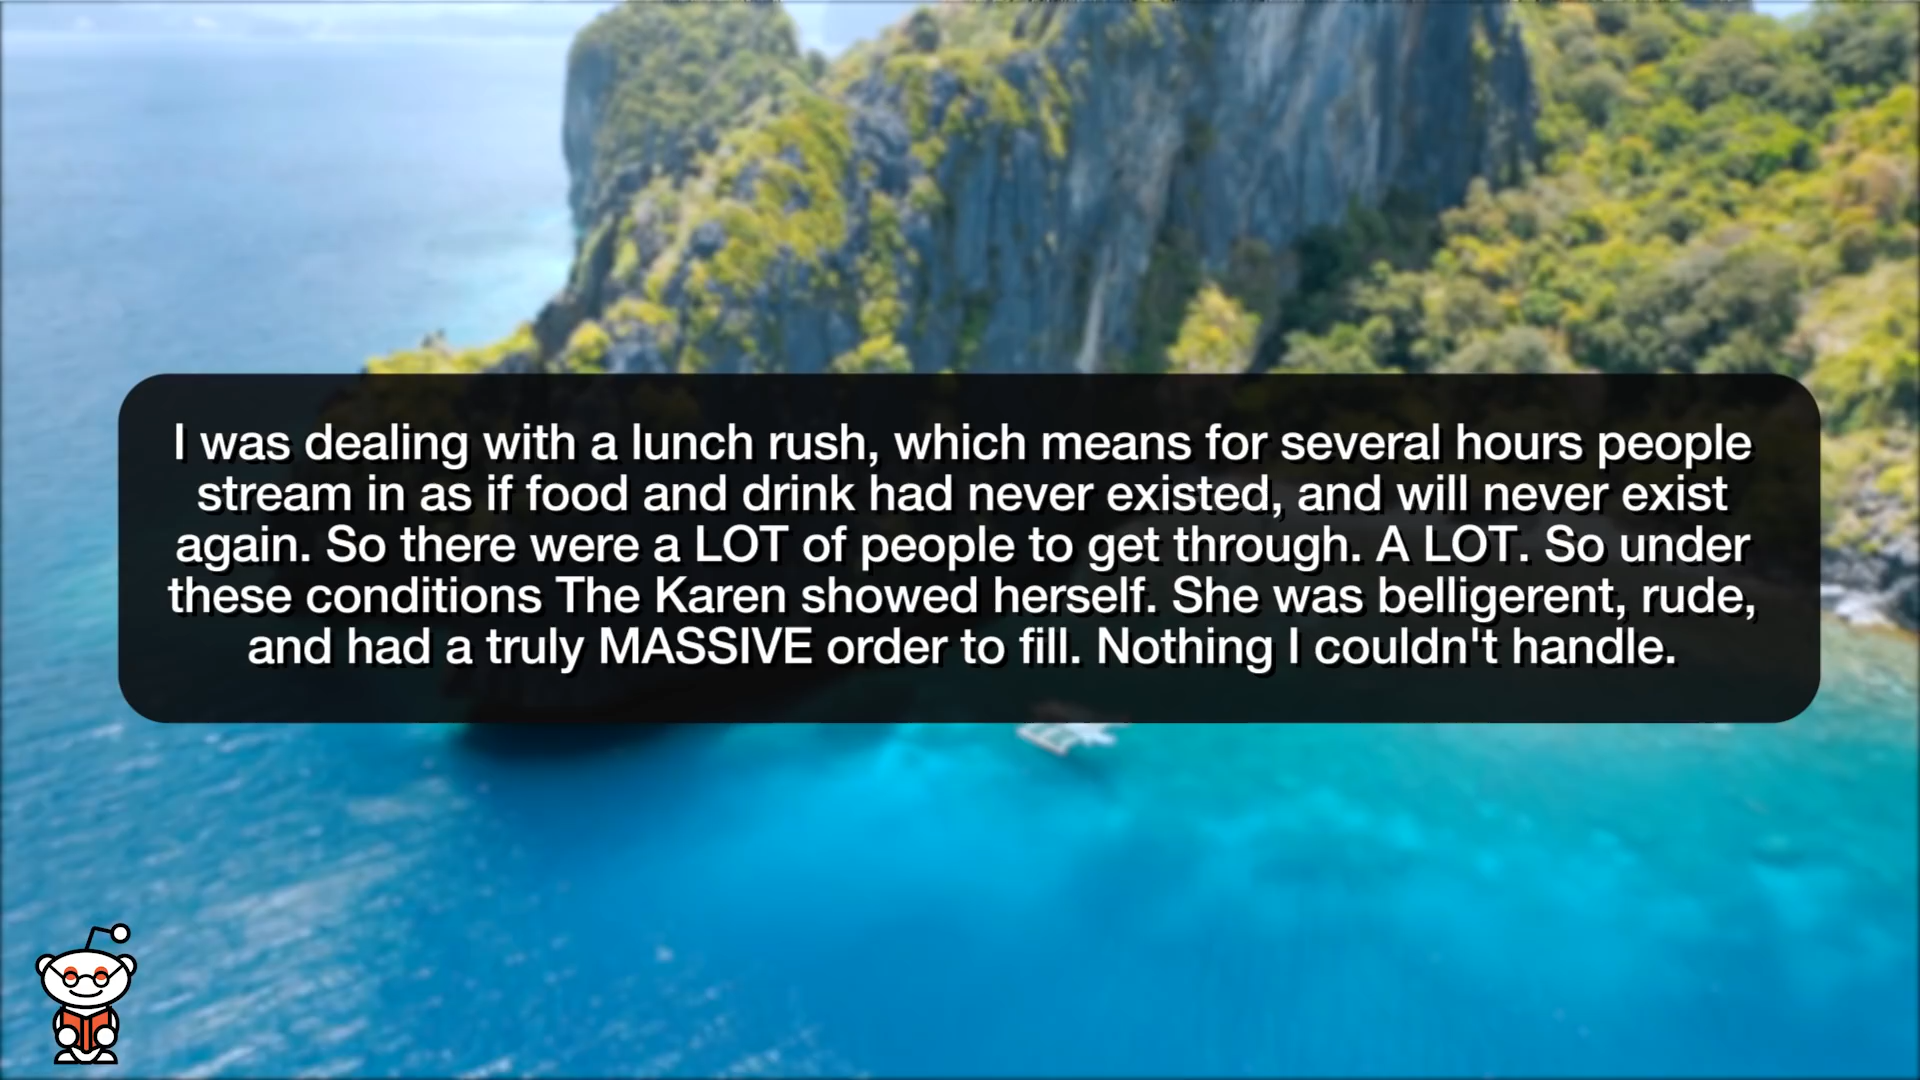 I was dealing with a lunch rush, which means for several hours people
stream in as if food and drink had never existed, and will never exist
again. So there were a LOT of people to get through. A LOT. So under
these conditions The Karen showed herself. She was belligerent, rude,
and had a truly MASSIVE order to fill. Nothing I couldn't handle.